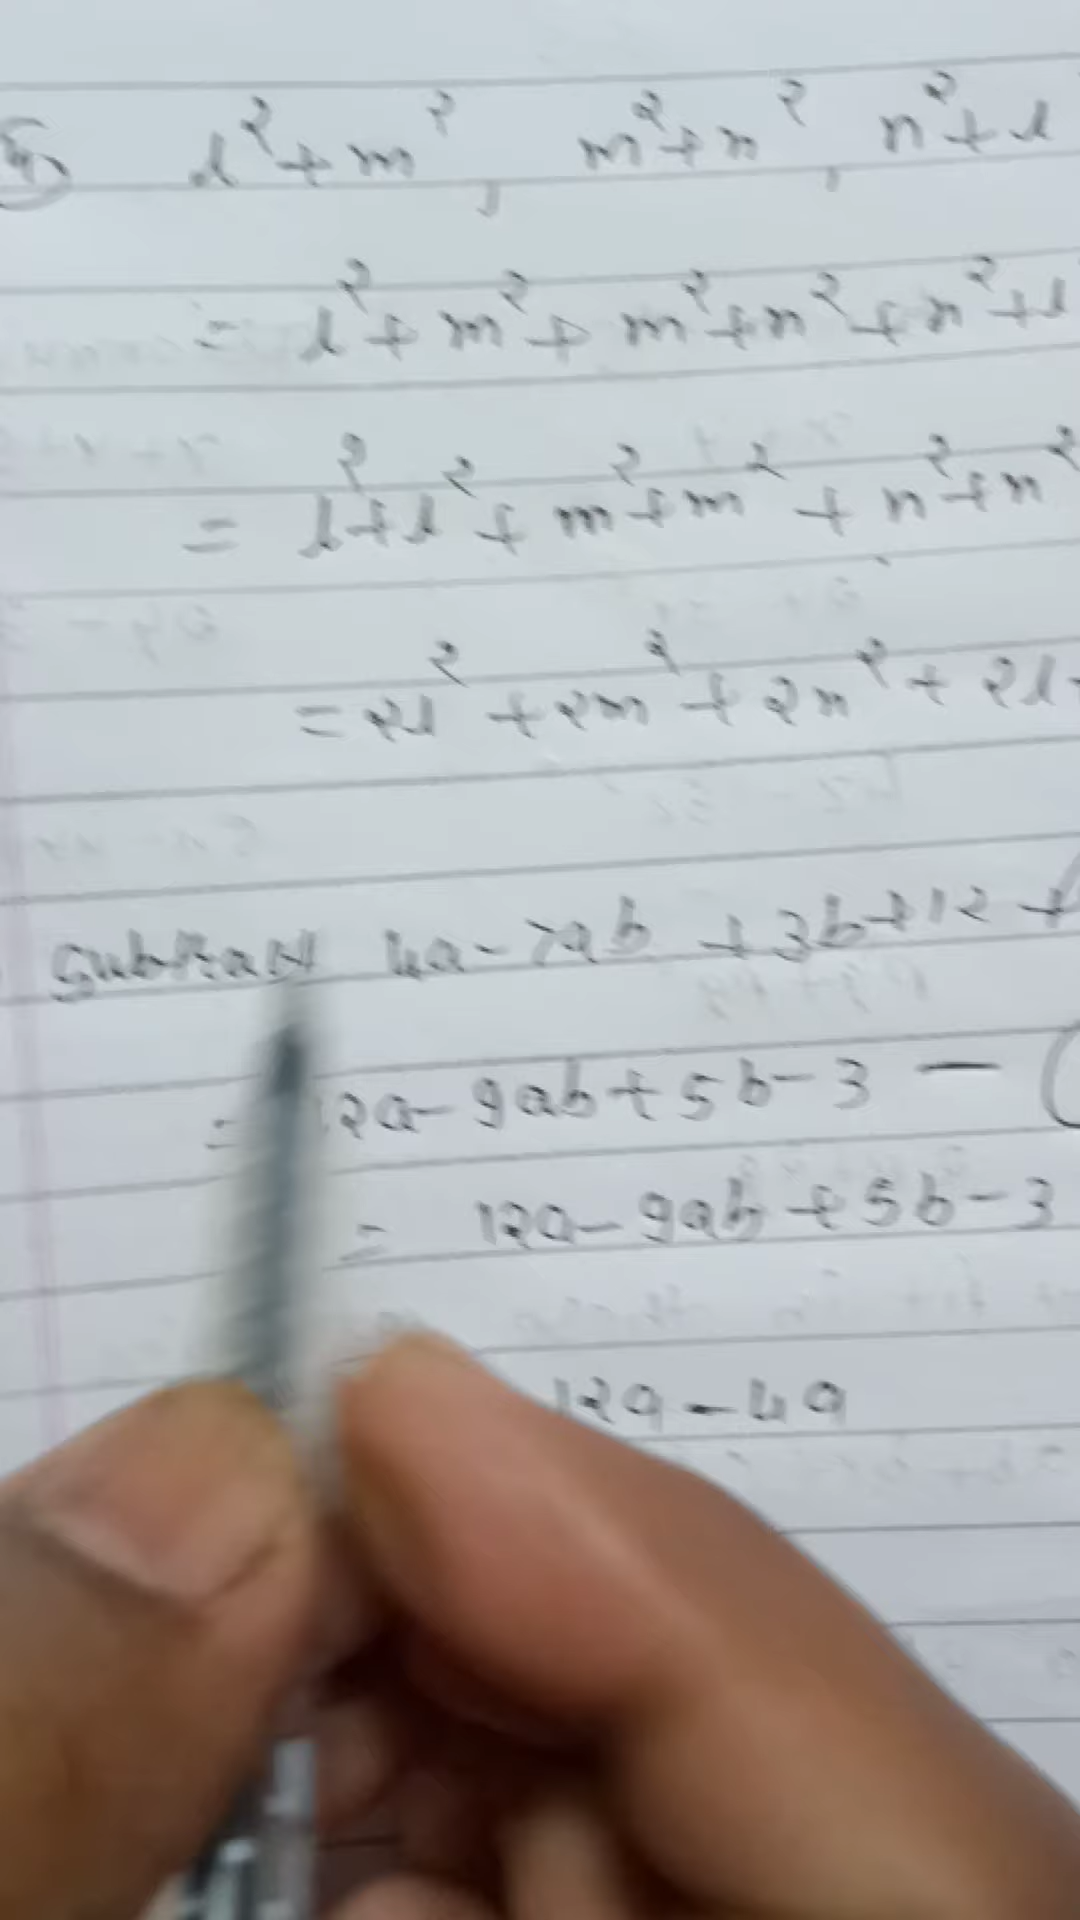 l²+m², m²+n², n²+l
= l²+m²+m²+n²+n²+l
= l²+l²+m²+m²+n²+n²
=2l²+2m²+2n²+2l
Subtract 4a-7ab+3b+12+
= 12a-9ab+5b-3-(
= 12a-9ab+5b-3
12a-4a